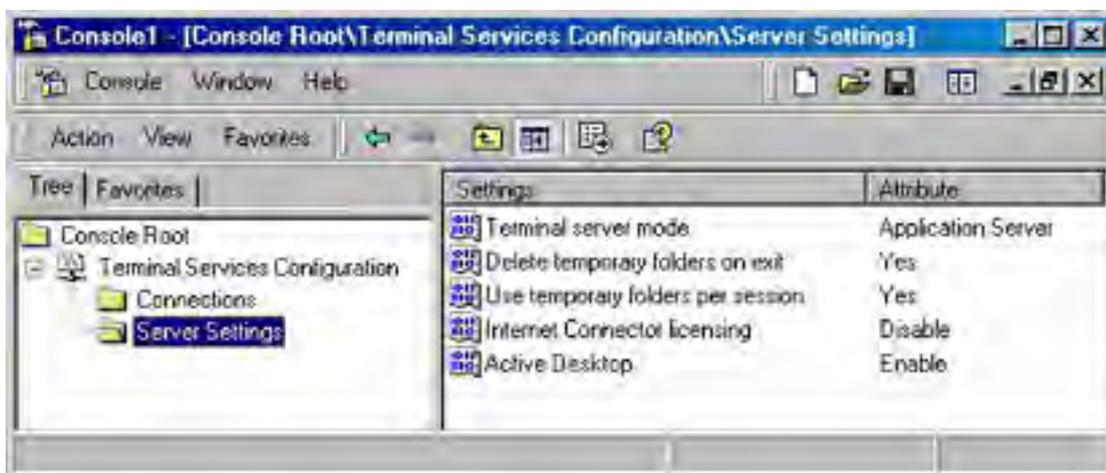 Console1 - [Console Root\Terminal Services Configuration\Server Settings]
Console Window Help
Action View Favorites
Tree Favorites
Settings Attribute
Console Root
Terminal Services Configuration
Connections
Server Settings
Terminal server mode Application Server
Delete temporary folders on exit Yes
Use temporary folders per session Yes
Internet Connector licensing Disable
Active Desktop Enable